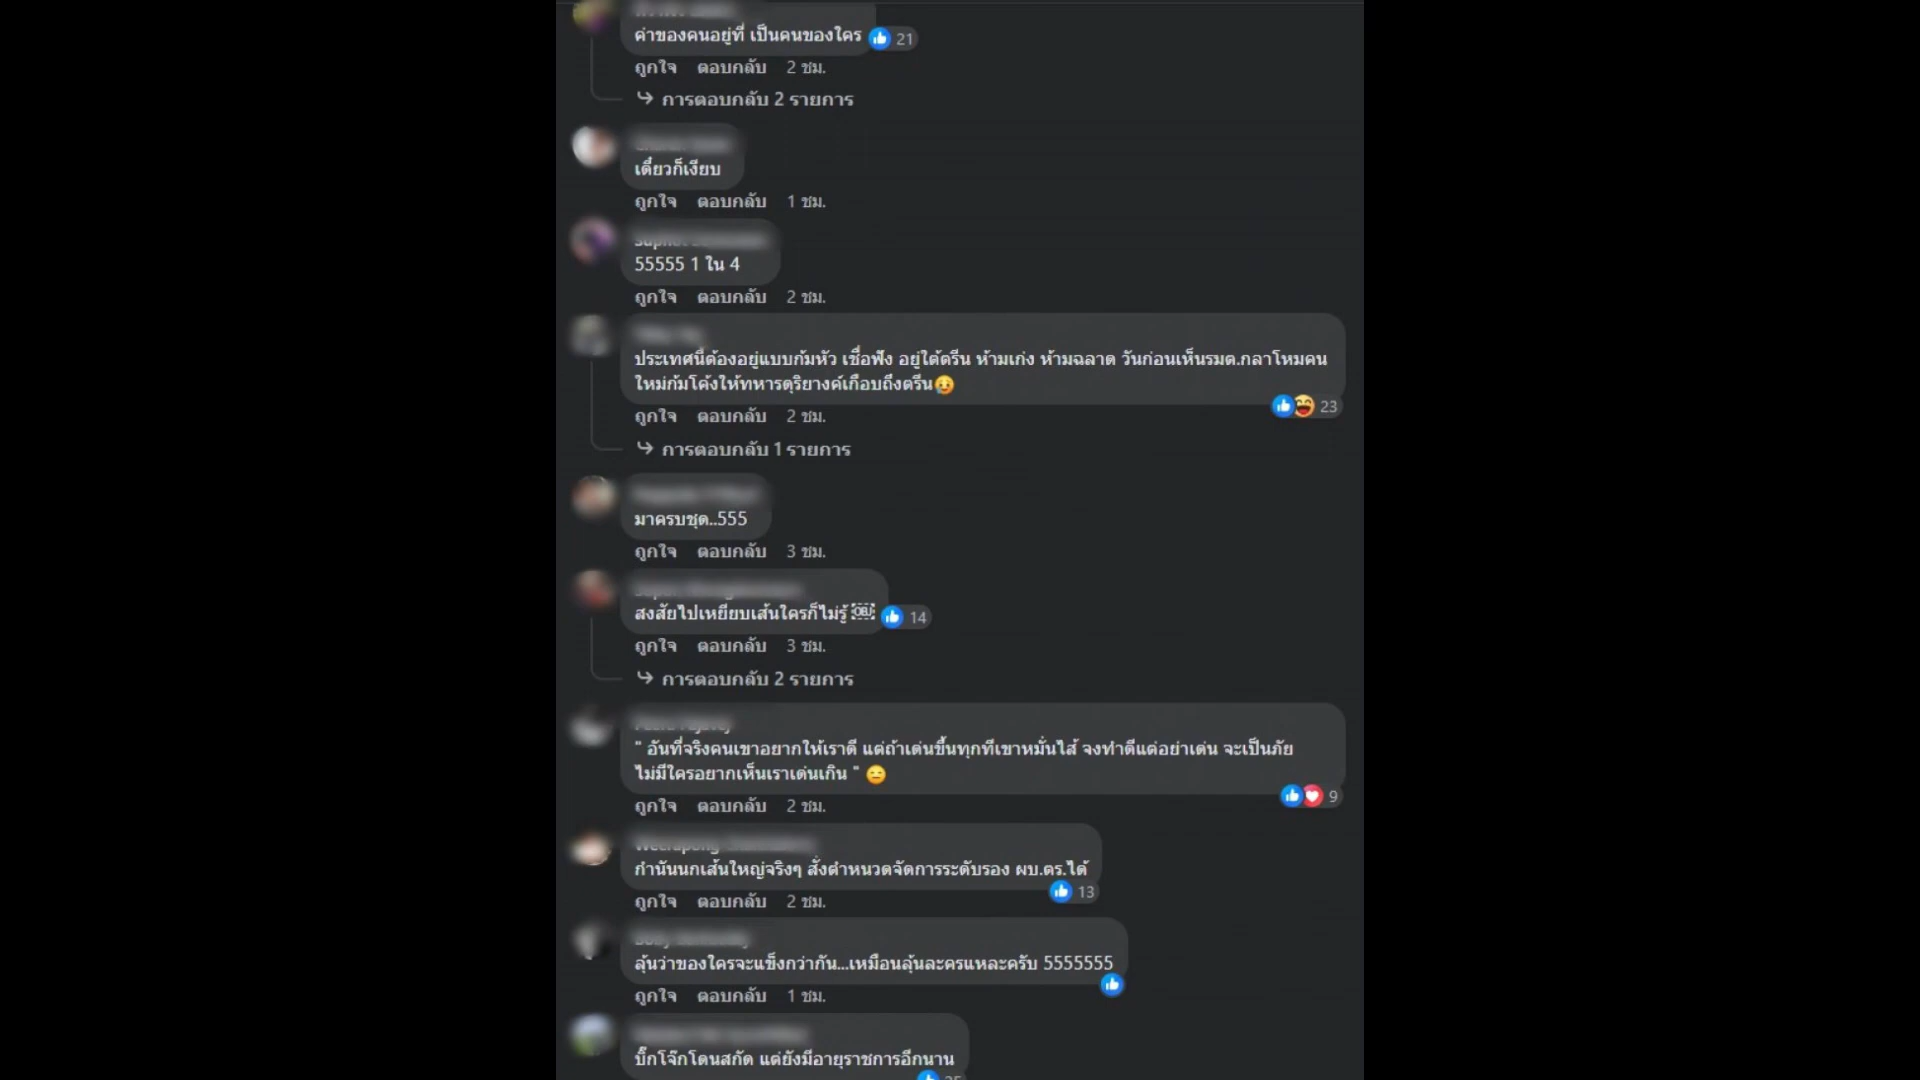 ค่าของคนอยู่ที่ เป็นคนของใคร
21
ถูกใจ ตอบกลับ 2 ชม.
การตอบกลับ 2 รายการ
เดี๋ยวก็เงียบ
ถูกใจ ตอบกลับ 1 ชม.
55555 1 ใน 4
ถูกใจ ตอบกลับ 2 ชม.
ประเทศนี้ต้องอยู่แบบก้มหัว เชื่อฟัง อยู่ใต้ตรีน ห้ามเก่ง ห้ามฉลาด วันก่อนเห็นรมต.กลาโหมคน
ใหม่ก้มโค้งให้ทหารดุริยางค์เกือบถึงตรีน😥
23
ถูกใจ ตอบกลับ 2 ชม.
การตอบกลับ 1 รายการ
มาครบชุด..555
ถูกใจ ตอบกลับ 3 ชม.
สงสัยไปเหยียบเส้นใครก็ไม่รู้
14
ถูกใจ ตอบกลับ 3 ชม.
การตอบกลับ 2 รายการ
" อันที่จริงคนเขาอยากให้เราดี แต่ถ้าเด่นขึ้นทุกทีเขาหมั่นไส้ จงทำดีแต่อย่าเด่น จะเป็นภัย
ไม่มีใครอยากเห็นเราเด่นเกิน " 😑
9
ถูกใจ ตอบกลับ 2 ชม.
กำนันนกเส้นใหญ่จริงๆ สั่งตำหนวดจัดการระดับรอง ผบ.ตร.ได้
13
ถูกใจ ตอบกลับ 2 ชม.
ลุ้นว่าของใครจะแข็งกว่ากัน...เหมือนลุ้นละครแหละครับ 5555555
ถูกใจ ตอบกลับ 1 ชม.
บิ๊กโจ๊กโดนสกัด แต่ยังมีอายุราชการอีกนาน